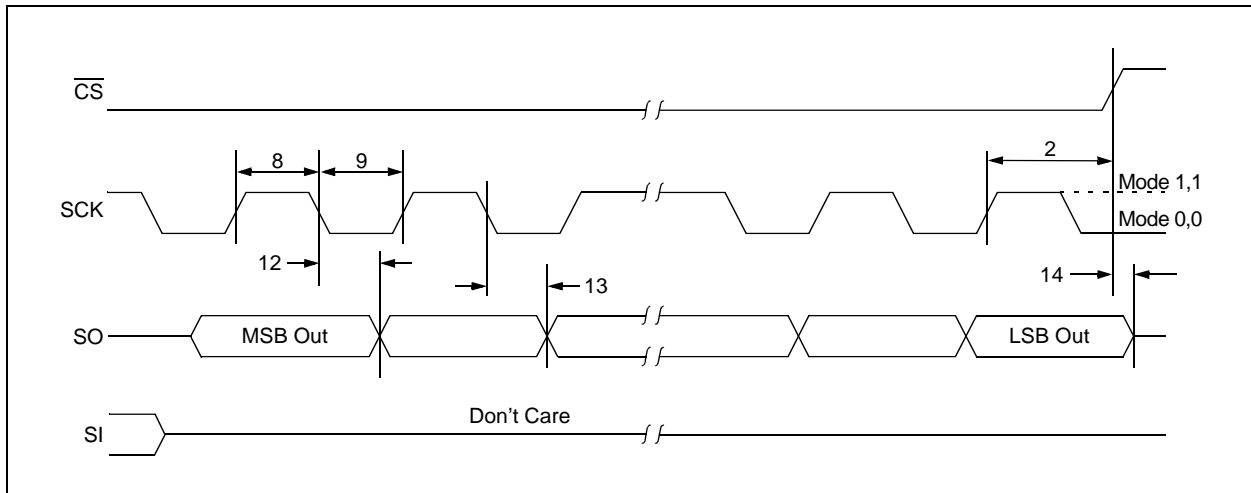 CS
8
9
2
SCK
Mode 1,1
Mode 0,0
12
13
14
SO
MSB Out
LSB Out
SI
Don't Care